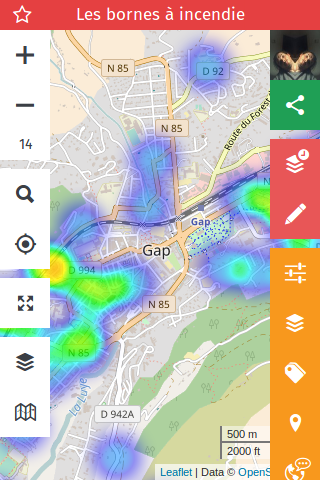 Les bornes à incendie
N 85
D 92
14
N 85
Route du Forest d
N
Gap
Gap
D 994
N 85
N 85
La Luye
D 942A
500 m
2000 ft
Leaflet | Data © OpenS